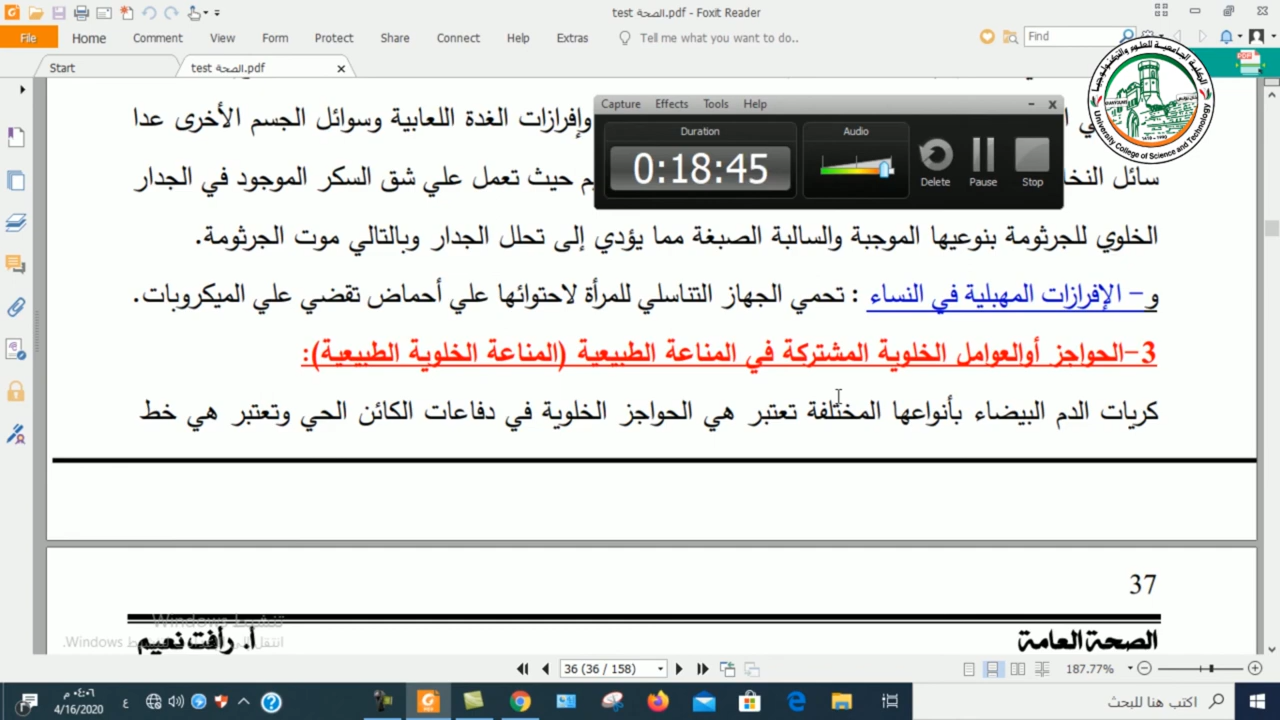 test الصحة.pdf - Foxit Reader
File Home Comment View Form Protect Share Connect Help Extras Tell me what you want to do.. Find
Start test الصحة.pdf
Capture Effects Tools Help
Duration Audio
0:18:45
Delete Pause Stop
University College of Science and Technology
وإفرازات الغدة اللعابية وسوائل الجسم الأخرى عدا
سائل حيث تعمل علي شق السكر الموجود في الجدار
الخلوي للجرثومة بنوعيها الموجبة والسالبة الصبغة مما يؤدي إلى تحلل الجدار وبالتالي موت الجرثومة.
و- الإفرازات المهبلية في النساء : تحمي الجهاز التناسلي للمرأة لاحتوائها علي أحماض تقضي علي الميكروبات.
3-الحواجز أوالعوامل الخلوية المشتركة في المناعة الطبيعية (المناعة الخلوية الطبيعية):
كريات الدم البيضاء بأنواعها المختلفة تعتبر هي الحواجز الخلوية في دفاعات الكائن الحي وتعتبر هي خط
37
الصحة العامة أ. رأفت نعيم
تنشيط Windows
Windows.
36 (36 / 158) 187.77%
٠٤:٠٦ م
4/16/2020
ع
اكتب هنا للبحث